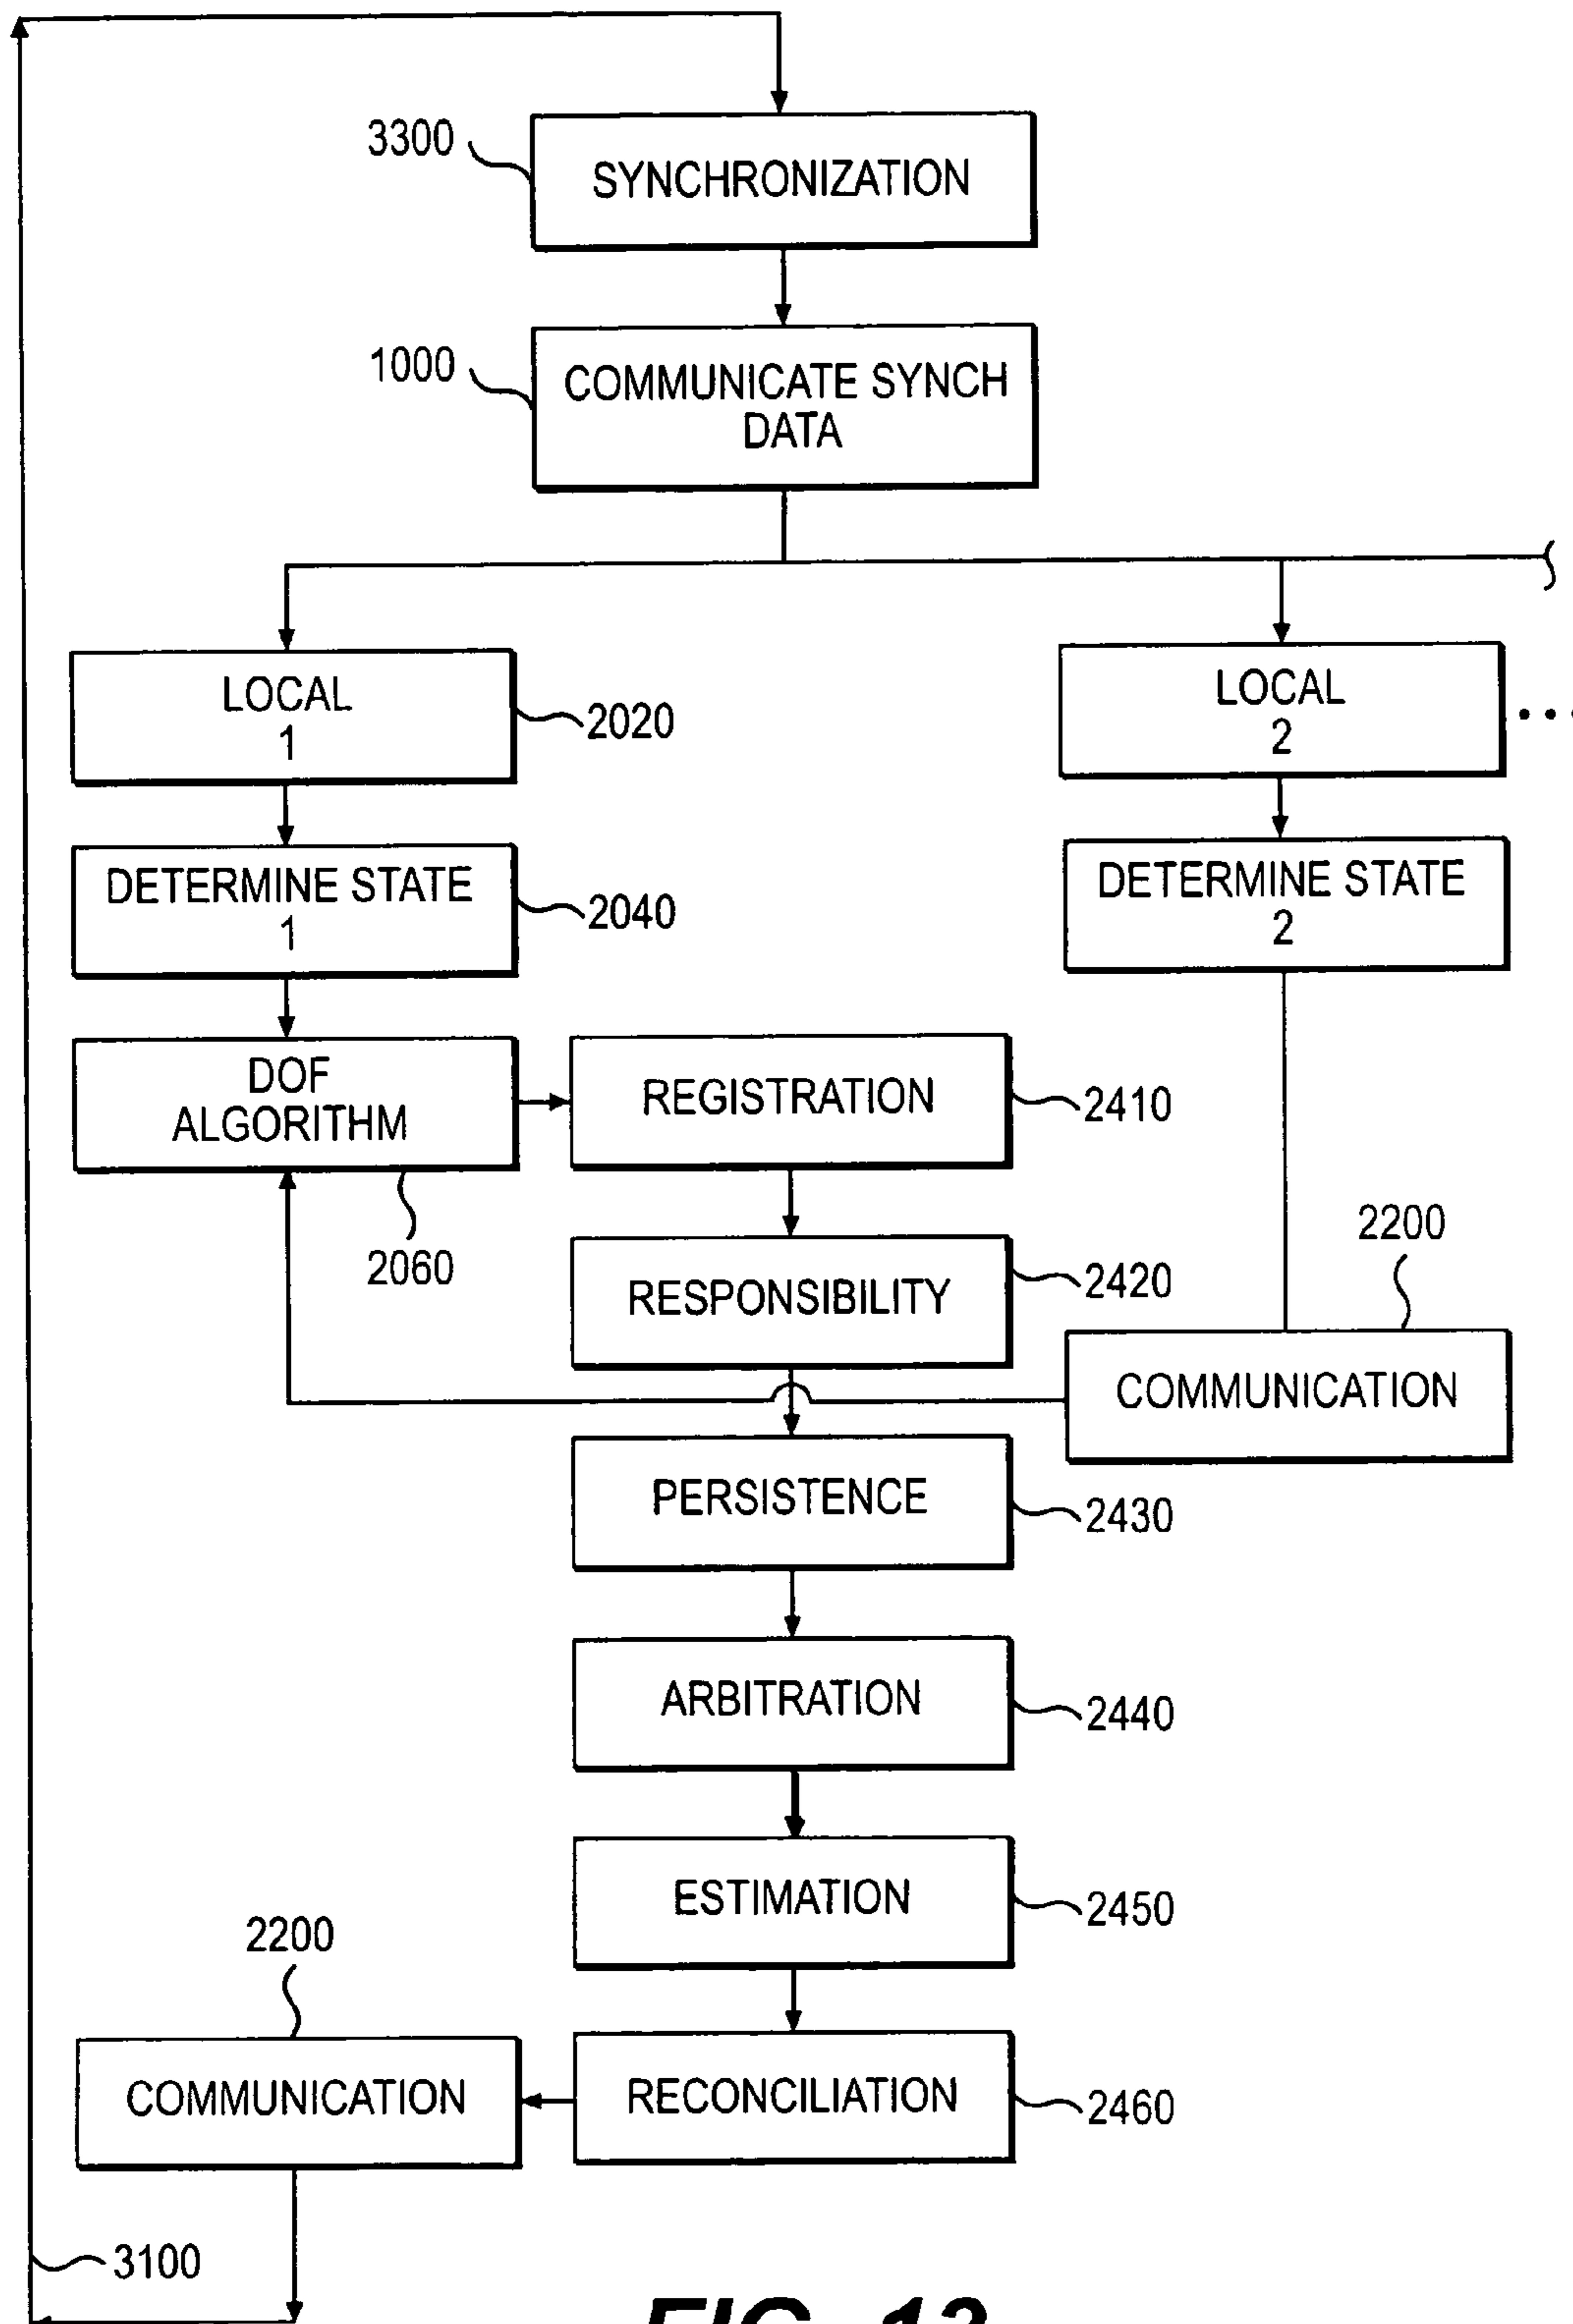 3300
SYNCHRONIZATION
1000
COMMUNICATE SYNCH
DATA
LOCAL
1
2020
LOCAL
2
...
DETERMINE STATE
1
2040
DETERMINE STATE
2
DOF
ALGORITHM
2060
REGISTRATION
2410
RESPONSIBILITY
2420
2200
COMMUNICATION
PERSISTENCE
2430
ARBITRATION
2440
ESTIMATION
2450
2200
COMMUNICATION
RECONCILIATION
2460
3100